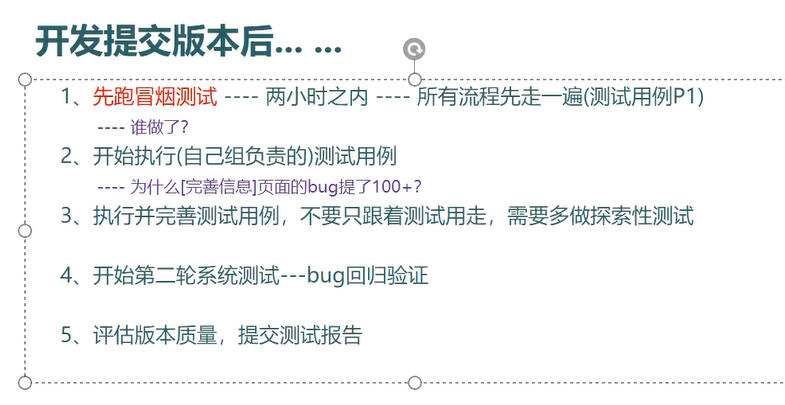 开发提交版本后... ...
1、先跑冒烟测试 ---- 两小时之内 ---- 所有流程先走一遍(测试用例P1)
---- 谁做了?
2、开始执行(自己组负责的)测试用例
---- 为什么[完善信息]页面的bug提了100+?
3、执行并完善测试用例，不要只跟着测试用走，需要多做探索性测试
4、开始第二轮系统测试---bug回归验证
5、评估版本质量，提交测试报告